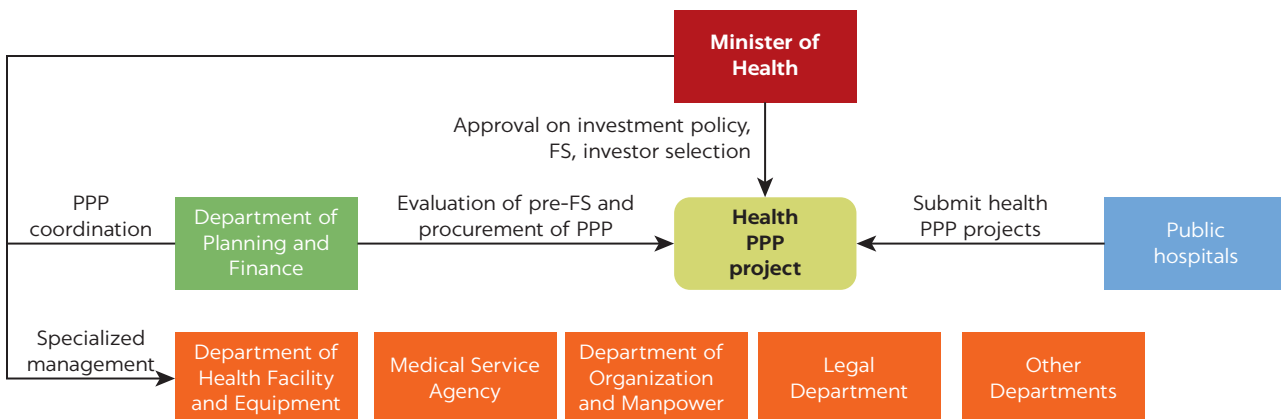 Minister of
Health
Approval on investment policy,
FS, investor selection
PPP
coordination
Department of
Planning and
Finance
Evaluation of pre-FS and
procurement of PPP
Health
PPP
project
Submit health
PPP projects
Public
hospitals
Specialized
management
Department of
Health Facility
and Equipment
Medical Service
Agency
Department of
Organization
and Manpower
Legal
Department
Other
Departments